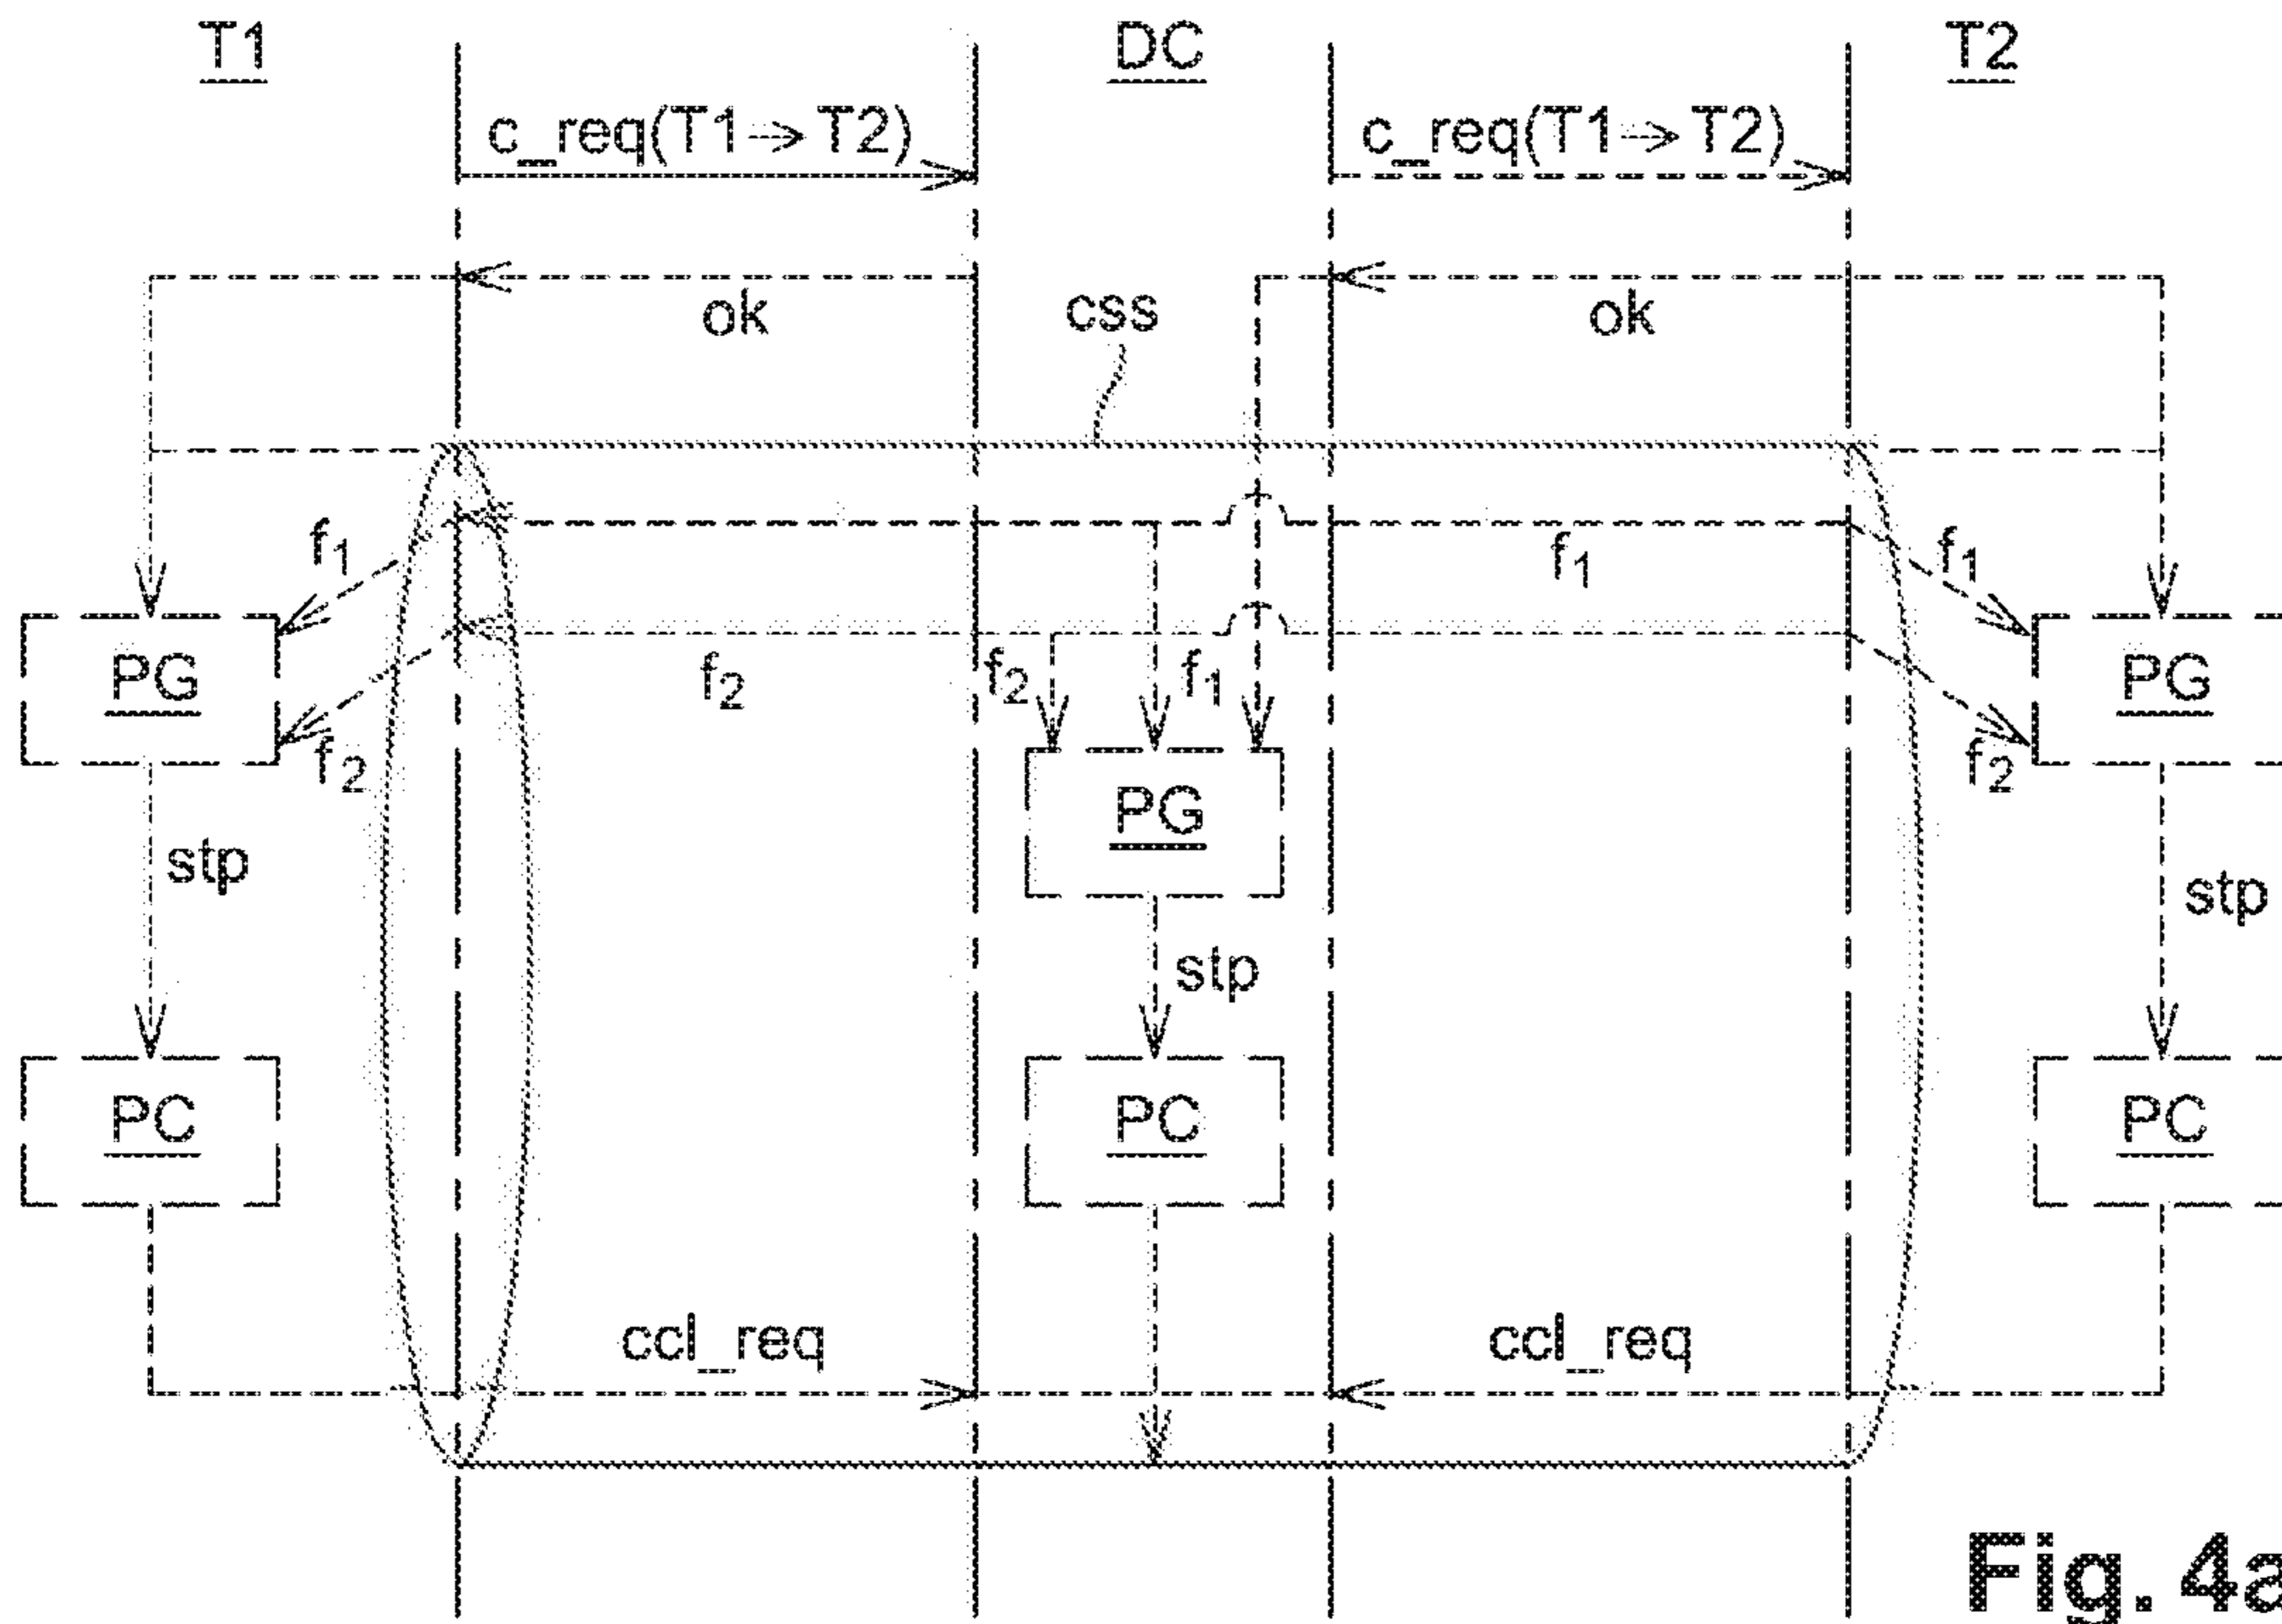 T1 DC T2
c_req(T1→T2) c_req(T1→T2)
ok css ok
f1 f1 f1
PG f2 f2 f1 PG
f2 f2
PG
stp stp
stp
PC PC PC
ccl_req ccl_req
Fig. 4a